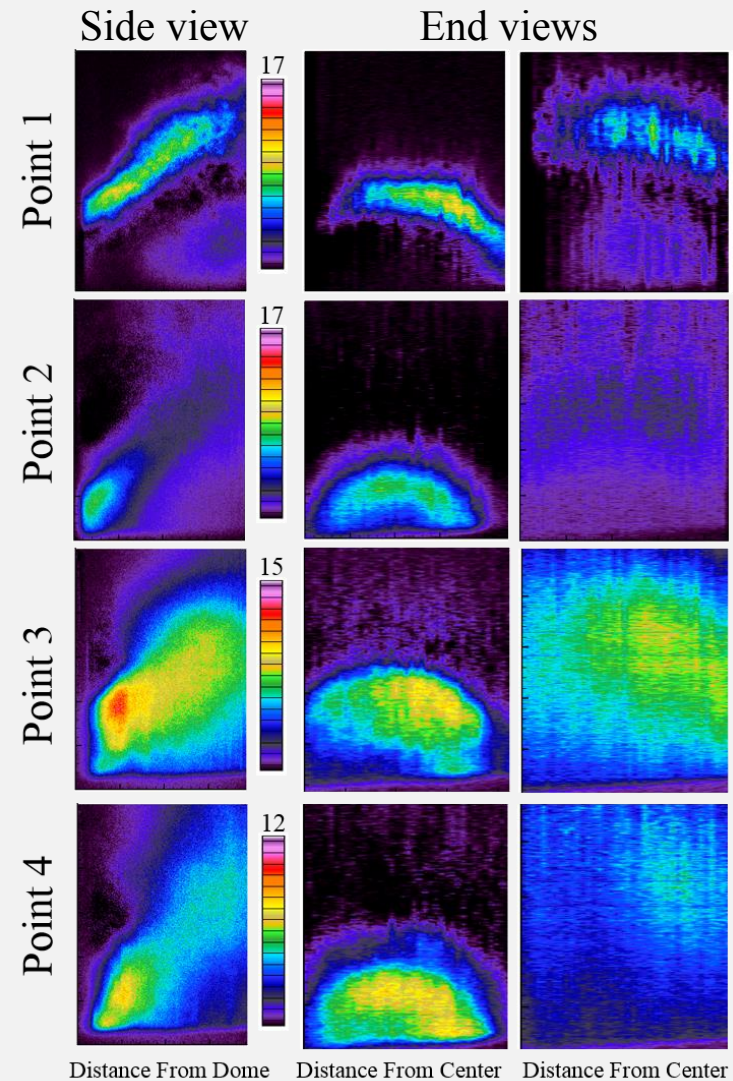 Side view
End views
Point 1
17
Point 2
17
Point 3
15
Point 4
12
Distance From Dome
Distance From Center
Distance From Center